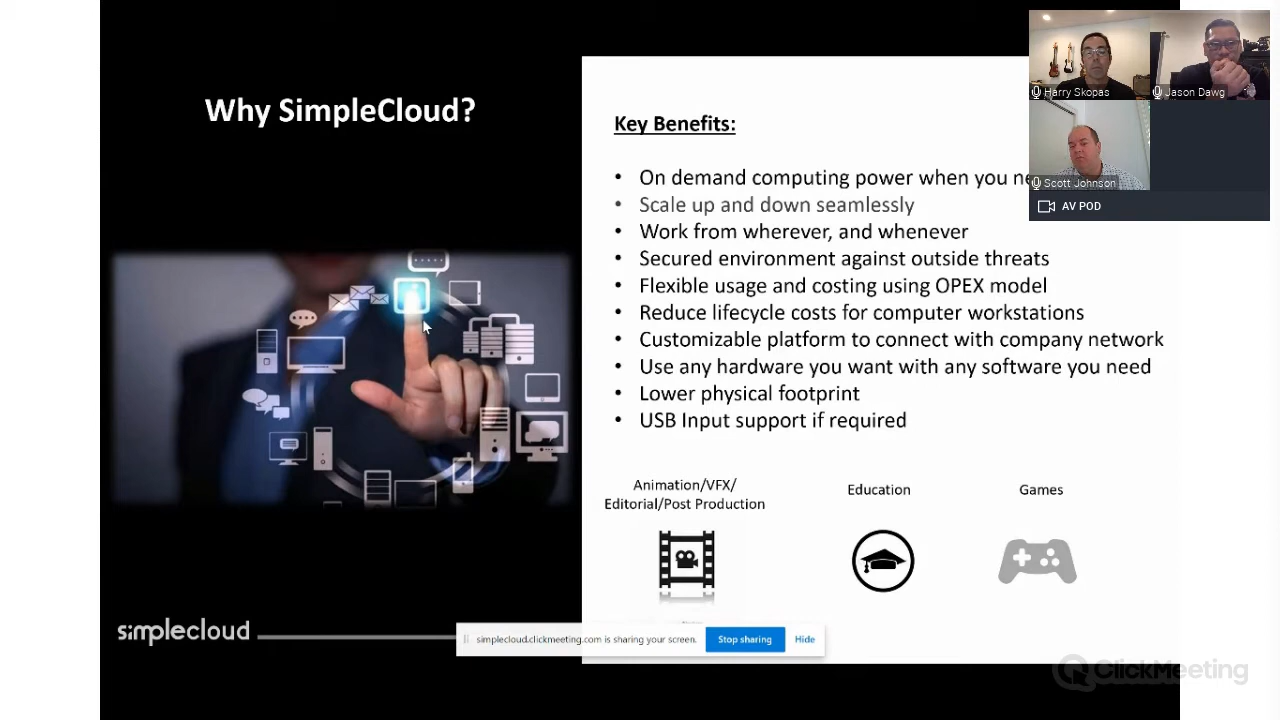 Why SimpleCloud?
Key Benefits:
• On demand computing power when you
• Scale up and down seamlessly
• Work from wherever, and whenever
• Secured environment against outside threats
• Flexible usage and costing using OPEX model
• Reduce lifecycle costs for computer workstations
• Customizable platform to connect with company network
• Use any hardware you want with any software you need
• Lower physical footprint
• USB Input support if required
Animation/VFX/
Editorial/Post Production
Education
Games
simplecloud
simplecloud.clickmeeting.com is sharing your screen.
Stop sharing
Hide
Harry Skopas
Jason Dawg
Scott Johnson
AV POD
ClickMeeting